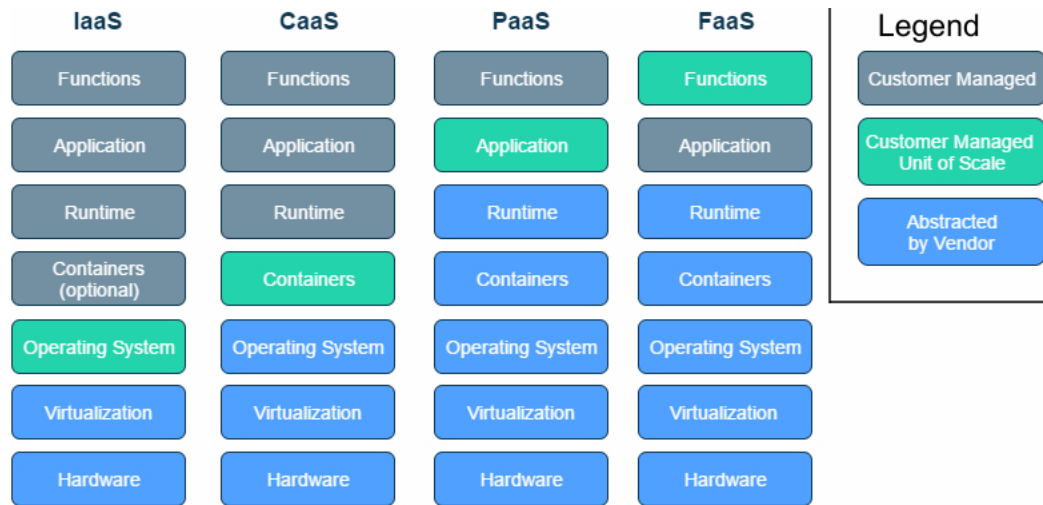 IaaS
CaaS
PaaS
FaaS
Legend
Functions
Functions
Functions
Functions
Customer Managed
Application
Application
Application
Application
Customer Managed
Unit of Scale
Runtime
Runtime
Runtime
Runtime
Abstracted
by Vendor
Containers
(optional)
Containers
Containers
Containers
Operating System
Operating System
Operating System
Operating System
Virtualization
Virtualization
Virtualization
Virtualization
Hardware
Hardware
Hardware
Hardware